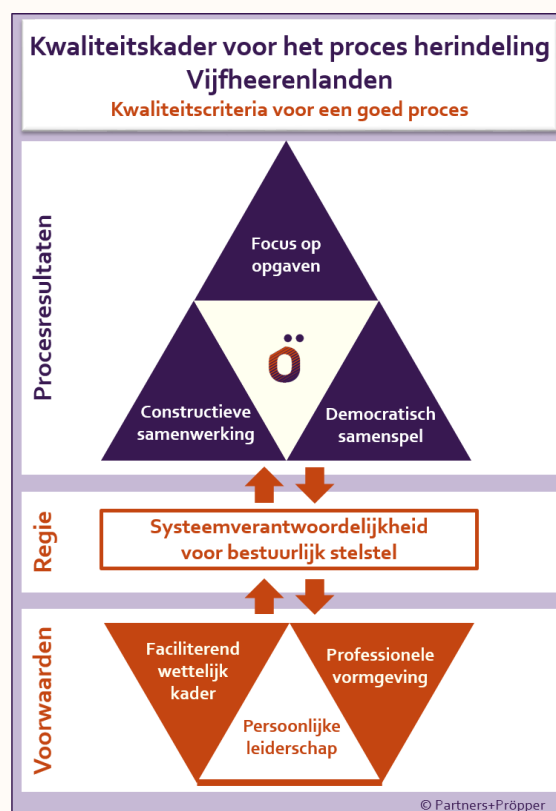 Kwaliteitskader voor het proces herindeling
Vijfheerenlanden
Kwaliteitscriteria voor een goed proces
Procesresultaten
Focus op
opgaven
ö
Constructieve
samenwerking
Democratisch
samenspel
Regie
Systeemverantwoordelijkheid
voor bestuurlijk stelstel
Voorwaarden
Faciliterend
wettelijk
kader
Professionele
vormgeving
Persoonlijke
leiderschap
© Partners+Pröpper